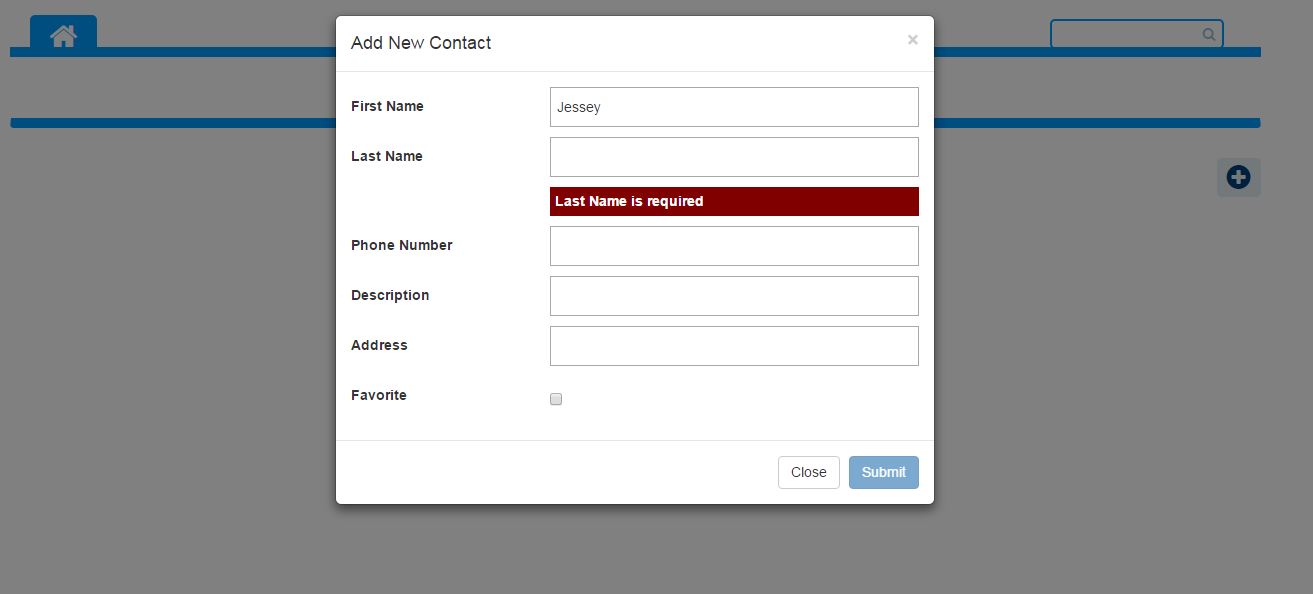 Add New Contact ×
First Name Jessey
Last Name
Last Name is required
Phone Number
Description
Address
Favorite
Close Submit